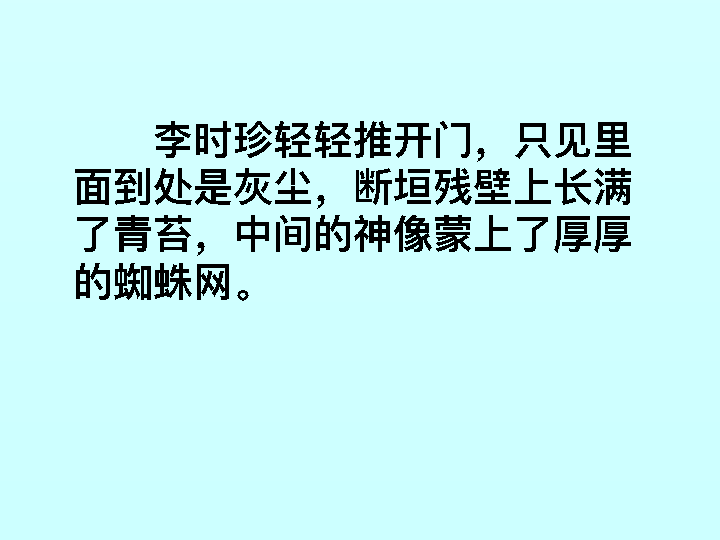 李时珍轻轻推开门，只见里
面到处是灰尘，断垣残壁上长满
了青苔，中间的神像蒙上了厚厚
的蜘蛛网。